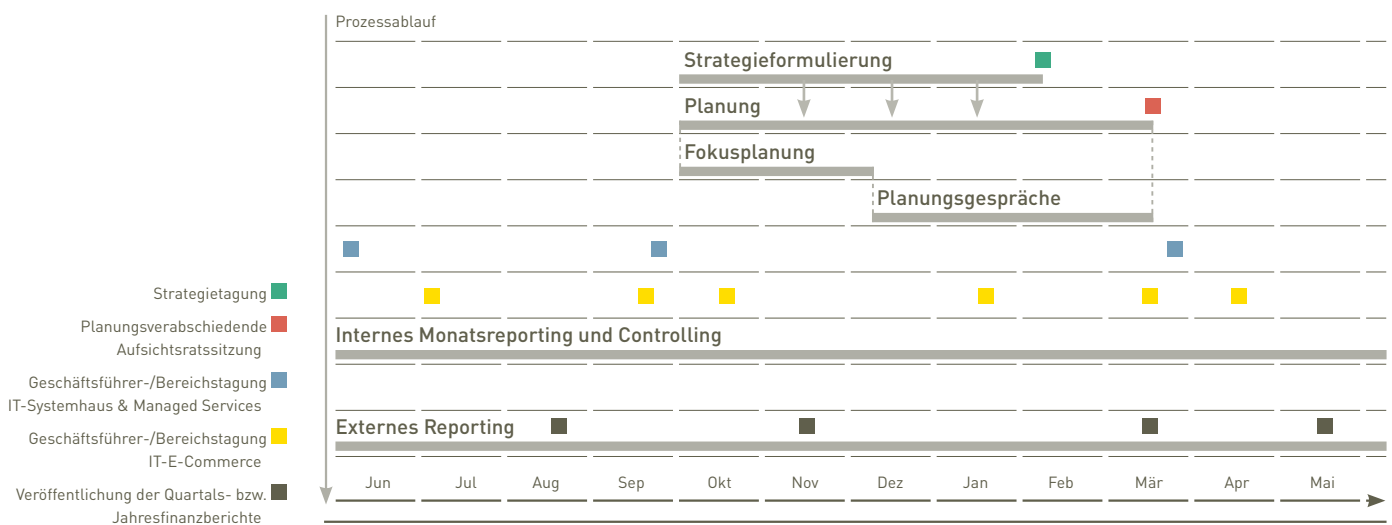 Prozessablauf
Strategieformulierung
Planung
Fokusplanung
Planungsgespräche
Strategietagung
Planungsverabschiedende
Aufsichtsratssitzung
Geschäftsführer-/Bereichstagung
IT-Systemhaus & Managed Services
Geschäftsführer-/Bereichstagung
IT-E-Commerce
Veröffentlichung der Quartals- bzw.
Jahresfinanzberichte
Internes Monatsreporting und Controlling
Externes Reporting
Jun Jul Aug Sep Okt Nov Dez Jan Feb Mär Apr Mai